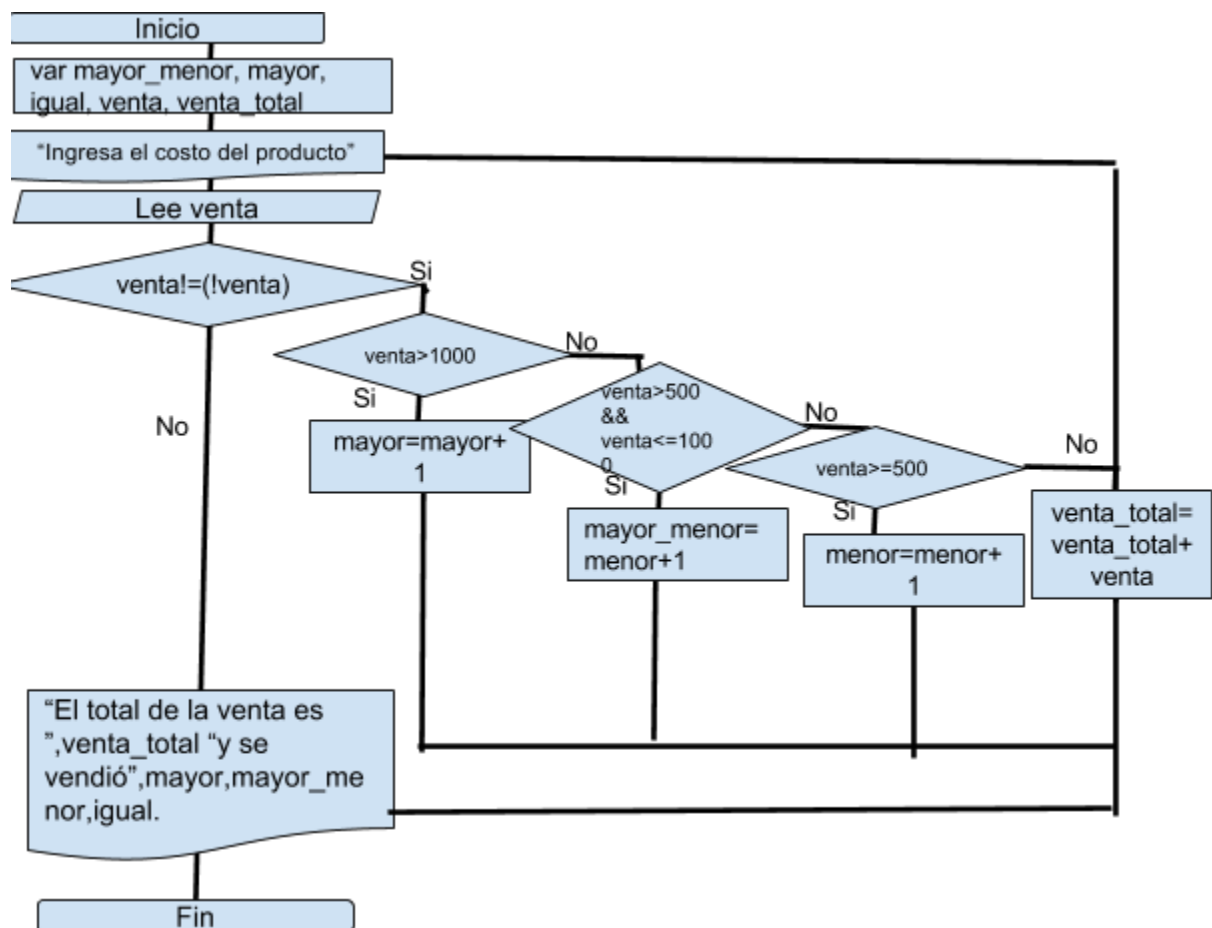 Inicio
var mayor_menor, mayor,
igual, venta, venta_total
“Ingresa el costo del producto”
Lee venta
venta!=(!venta)
Si
venta>1000
No
Si
mayor=mayor+
1
venta>500
&&
venta<=100
0
No
Si
mayor_menor=
menor+1
venta>=500
No
Si
menor=menor+
1
venta_total=
venta_total+
venta
No
“El total de la venta es
”,venta_total “y se
vendió”,mayor,mayor_me
nor,igual.
Fin